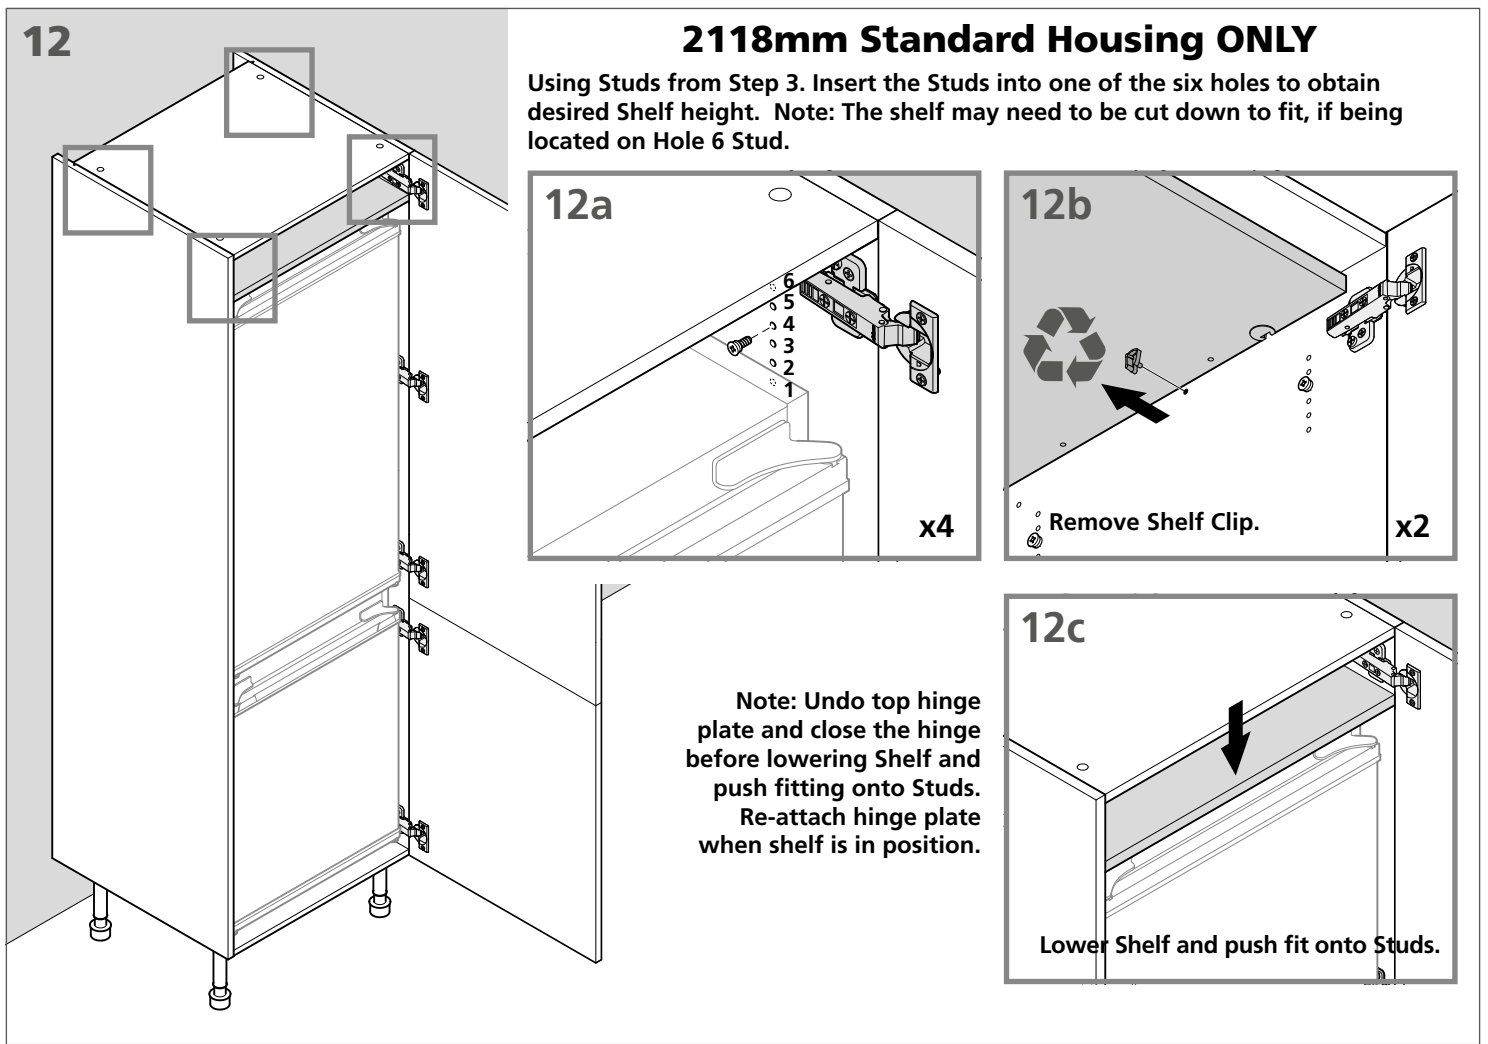 12
2118mm Standard Housing ONLY
Using Studs from Step 3. Insert the Studs into one of the six holes to obtain
desired Shelf height. Note: The shelf may need to be cut down to fit, if being
located on Hole 6 Stud.
12a
6
5
4
3
2
1
x4
12b
Remove Shelf Clip.
x2
Note: Undo top hinge
plate and close the hinge
before lowering Shelf and
push fitting onto Studs.
Re-attach hinge plate
when shelf is in position.
12c
Lower Shelf and push fit onto Studs.